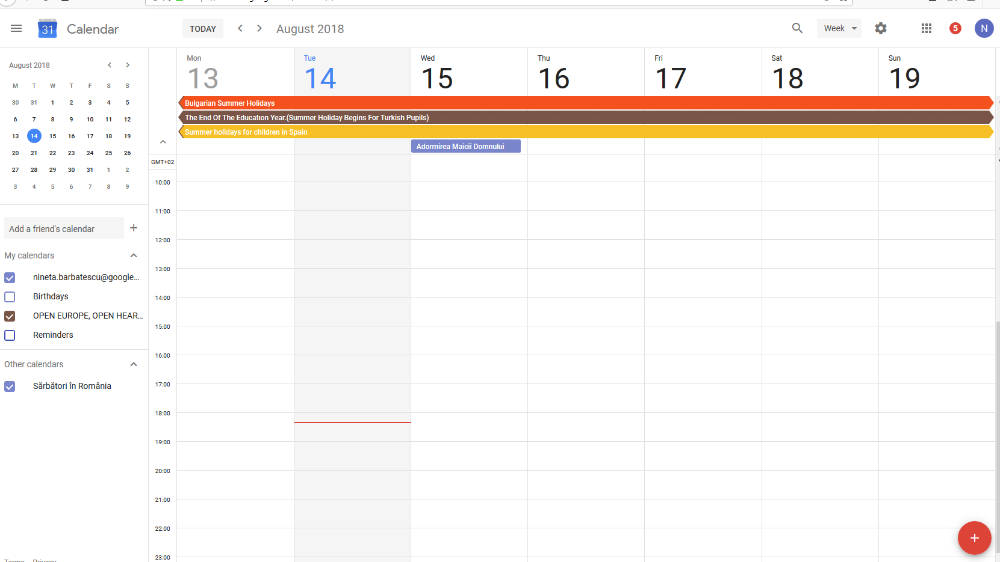 31 Calendar TODAY August 2018 Week 5 N
August 2018
M T W T F S S
30 31 1 2 3 4 5
6 7 8 9 10 11 12
13 14 15 16 17 18 19
20 21 22 23 24 25 26
27 28 29 30 31 1 2
3 4 5 6 7 8 9
Add a friend's calendar
My calendars
nineta.barbatescu@google...
Birthdays
OPEN EUROPE, OPEN HEAR...
Reminders
Other calendars
Sărbători în România
Terms Privacy
Mon Tue Wed Thu Fri Sat Sun
13 14 15 16 17 18 19
Bulgarian Summer Holidays
The End Of The Education Year.(Summer Holiday Begins For Turkish Pupils)
Summer holidays for children in Spain
Adormirea Maicii Domnului
GMT+02
10:00
11:00
12:00
13:00
14:00
15:00
16:00
17:00
18:00
19:00
20:00
21:00
22:00
23:00